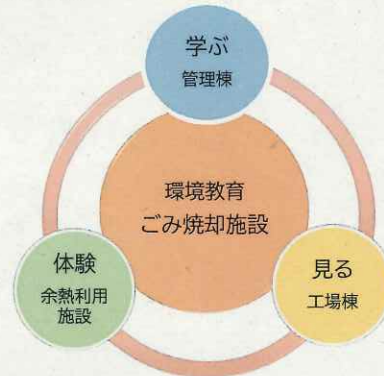 学ぶ
管理棟
環境教育
ごみ焼却施設
体験
余熱利用
施設
見る
工場棟